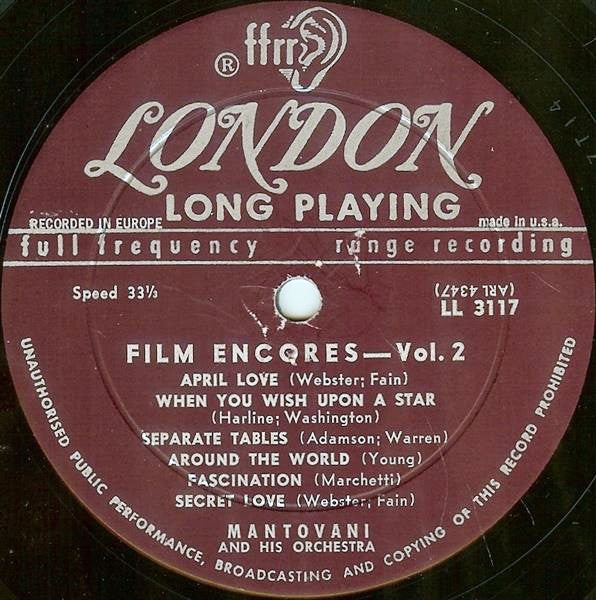 ffrr
®
LONDON
LONG PLAYING
RECORDED IN EUROPE
made in u.s.a.
full frequency range recording
Speed 33⅓
(ARL 4347)
LL 3117
FILM ENCORES—Vol. 2
APRIL LOVE (Webster; Fain)
WHEN YOU WISH UPON A STAR
(Harline; Washington)
SEPARATE TABLES (Adamson; Warren)
AROUND THE WORLD (Young)
FASCINATION (Marchetti)
SECRET LOVE (Webster; Fain)
MANTOVANI
AND HIS ORCHESTRA
UNAUTHORISED PUBLIC PERFORMANCE, BROADCASTING AND COPYING OF THIS RECORD PROHIBITED